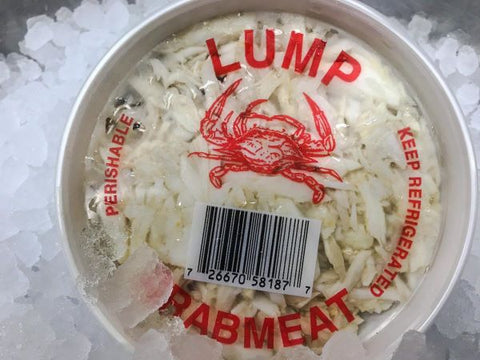 LUMP
PERISHABLE
KEEP REFRIGERATED
7 26670 58187 7
RABMEAT